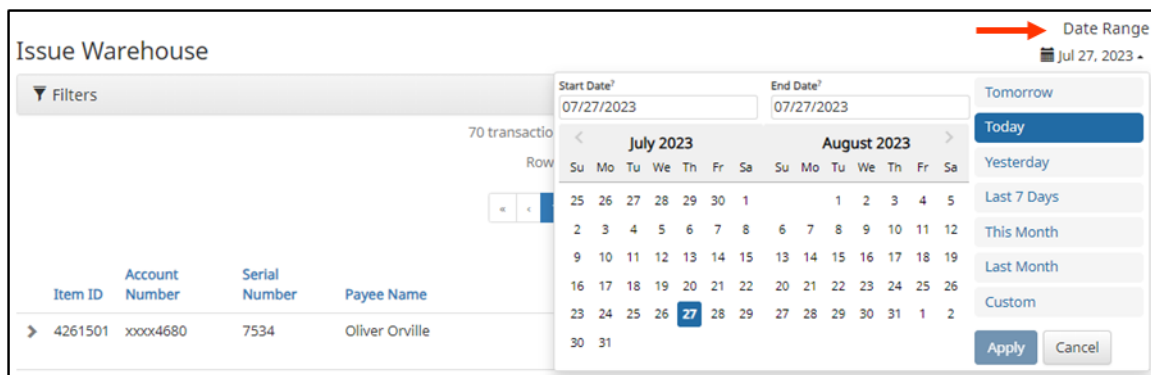 Date Range
Issue Warehouse
Jul 27, 2023
Filters
Start Date?
End Date?
07/27/2023
07/27/2023
Tomorrow
Today
Yesterday
Last 7 Days
This Month
Last Month
Custom
Apply
Cancel
July 2023
Su Mo Tu We Th Fr Sa
25 26 27 28 29 30 1
2 3 4 5 6 7 8
9 10 11 12 13 14 15
16 17 18 19 20 21 22
23 24 25 26 27 28 29
30 31
August 2023
Su Mo Tu We Th Fr Sa
1 2 3 4 5
6 7 8 9 10 11 12
13 14 15 16 17 18 19
20 21 22 23 24 25 26
27 28 29 30 31 1 2
70 transactio
Row
« ‹
Item ID Account Number Serial Number Payee Name
4261501 xxxx4680 7534 Oliver Orville